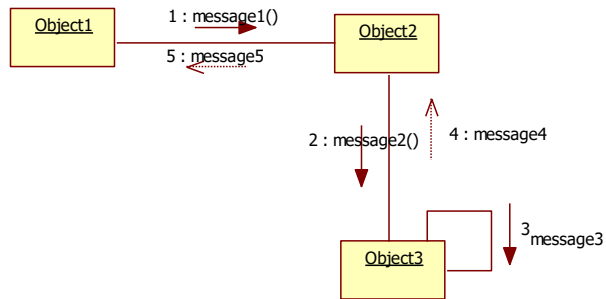 1 : message1()
Object1
Object2
5 : message5
2 : message2()
4 : message4
3
message3
Object3